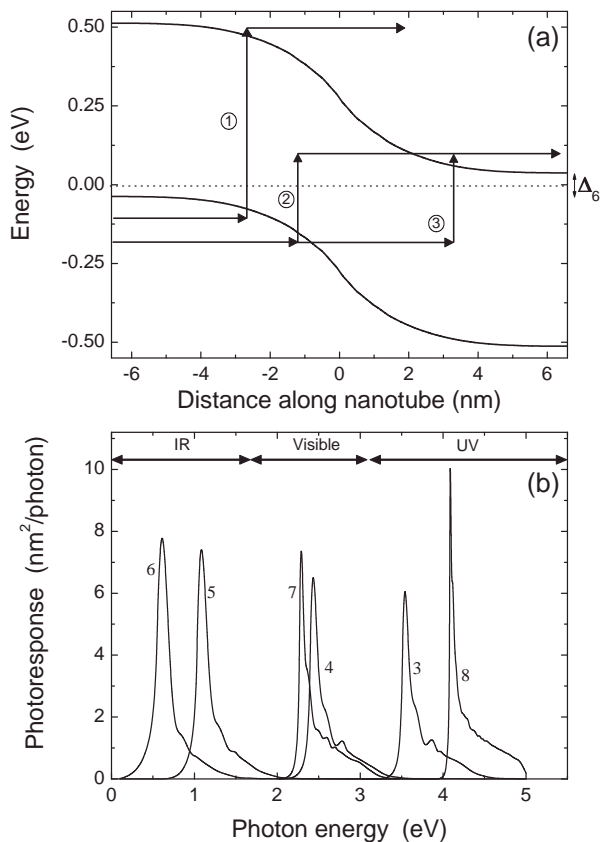 (a)
0.50
0.25
0.00
-0.25
-0.50
Energy (eV)
①
②
③
Δ6
-6 -4 -2 0 2 4 6
Distance along nanotube (nm)
(b)
IR Visible UV
10
8
6
4
2
0
Photoresponse (nm²/photon)
6 5 7 4 3 8
0 1 2 3 4 5
Photon energy (eV)